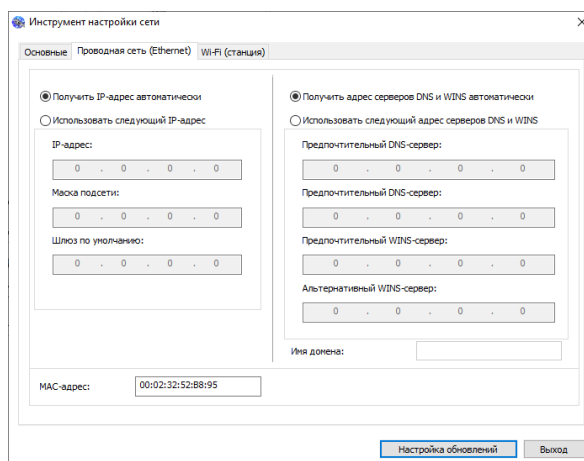 Инструмент настройки сети
Основные
Проводная сеть (Ethernet)
Wi-Fi (станция)
Получить IP-адрес автоматически
Использовать следующий IP-адрес
IP-адрес:
0 . 0 . 0 . 0
Маска подсети:
0 . 0 . 0 . 0
Шлюз по умолчанию:
0 . 0 . 0 . 0
Получить адрес серверов DNS и WINS автоматически
Использовать следующий адрес серверов DNS и WINS
Предпочтительный DNS-сервер:
0 . 0 . 0 . 0
Предпочтительный DNS-сервер:
0 . 0 . 0 . 0
Предпочтительный WINS-сервер:
0 . 0 . 0 . 0
Альтернативный WINS-сервер:
0 . 0 . 0 . 0
Имя домена:
MAC-адрес:
00:02:32:52:B8:95
Настройка обновлений
Выход